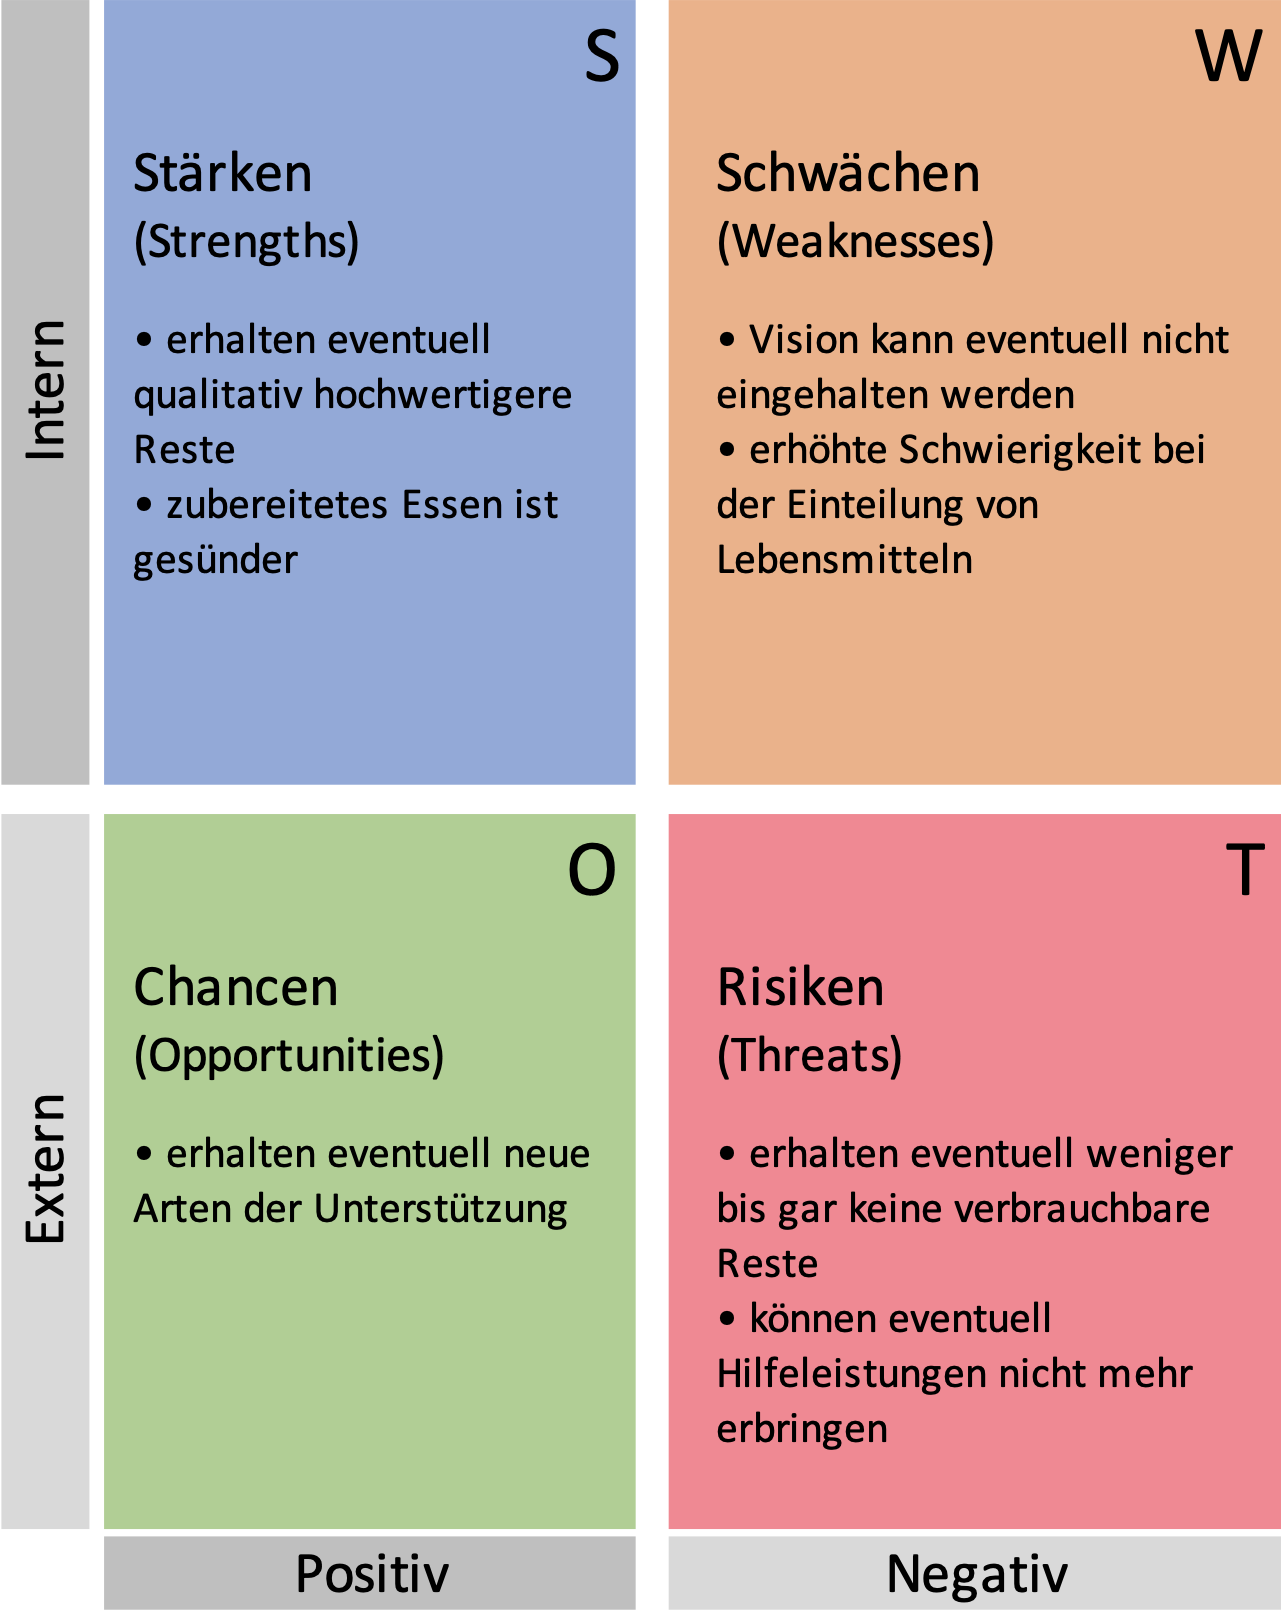 Intern
S
Stärken
(Strengths)
• erhalten eventuell
qualitativ hochwertigere
Reste
• zubereitetes Essen ist
gesünder
W
Schwächen
(Weaknesses)
• Vision kann eventuell nicht
eingehalten werden
• erhöhte Schwierigkeit bei
der Einteilung von
Lebensmitteln
Extern
O
Chancen
(Opportunities)
• erhalten eventuell neue
Arten der Unterstützung
T
Risiken
(Threats)
• erhalten eventuell weniger
bis gar keine verbrauchbare
Reste
• können eventuell
Hilfeleistungen nicht mehr
erbringen
Positiv
Negativ